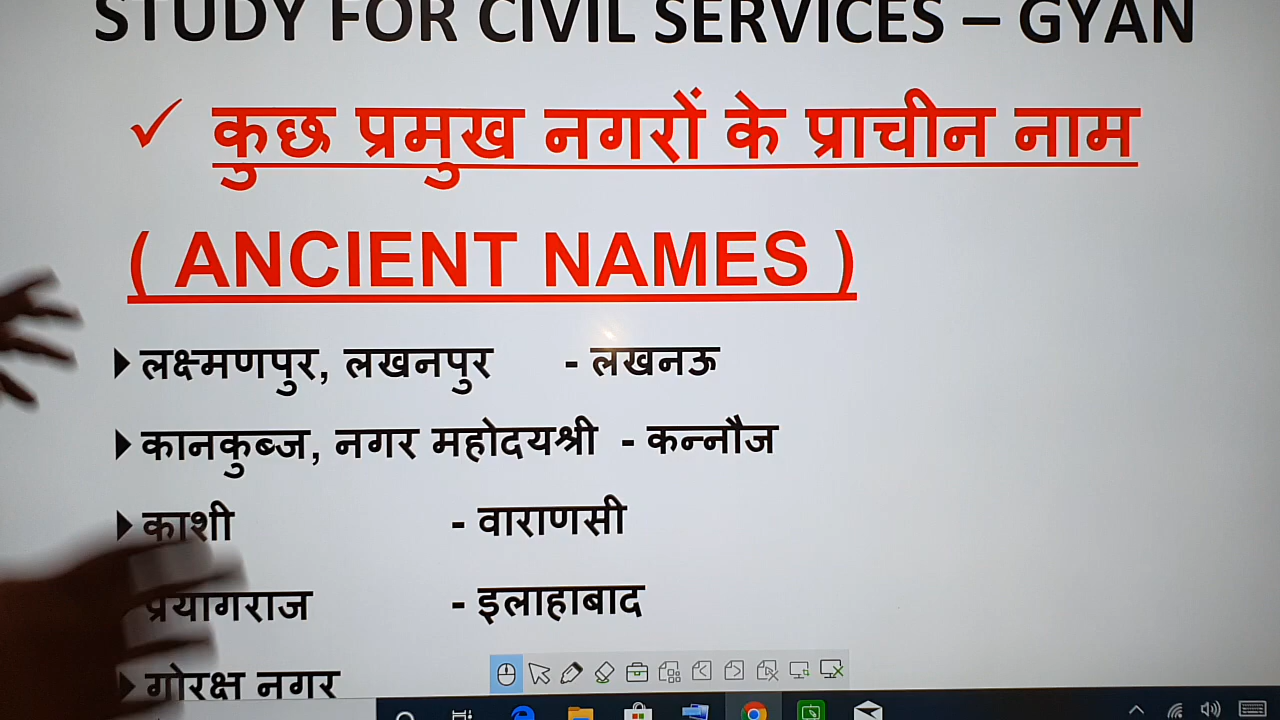 STUDY FOR CIVIL SERVICES – GYAN
✓ कुछ प्रमुख नगरों के प्राचीन नाम
( ANCIENT NAMES )
लक्ष्मणपुर, लखनपुर - लखनऊ
कानकुब्ज, नगर महोदयश्री - कन्नौज
काशी - वाराणसी
प्रयागराज - इलाहाबाद
गोरक्ष नगर